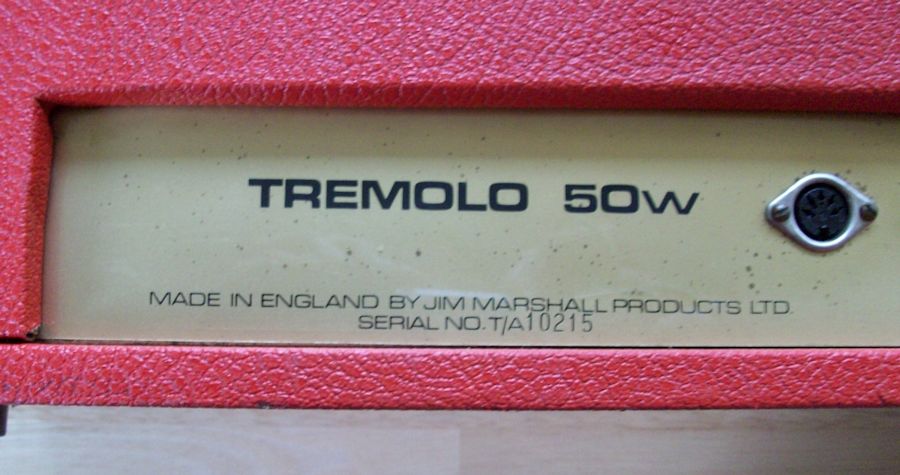 TREMOLO 50W
MADE IN ENGLAND BY JIM MARSHALL PRODUCTS LTD.
SERIAL NO. T/A10215